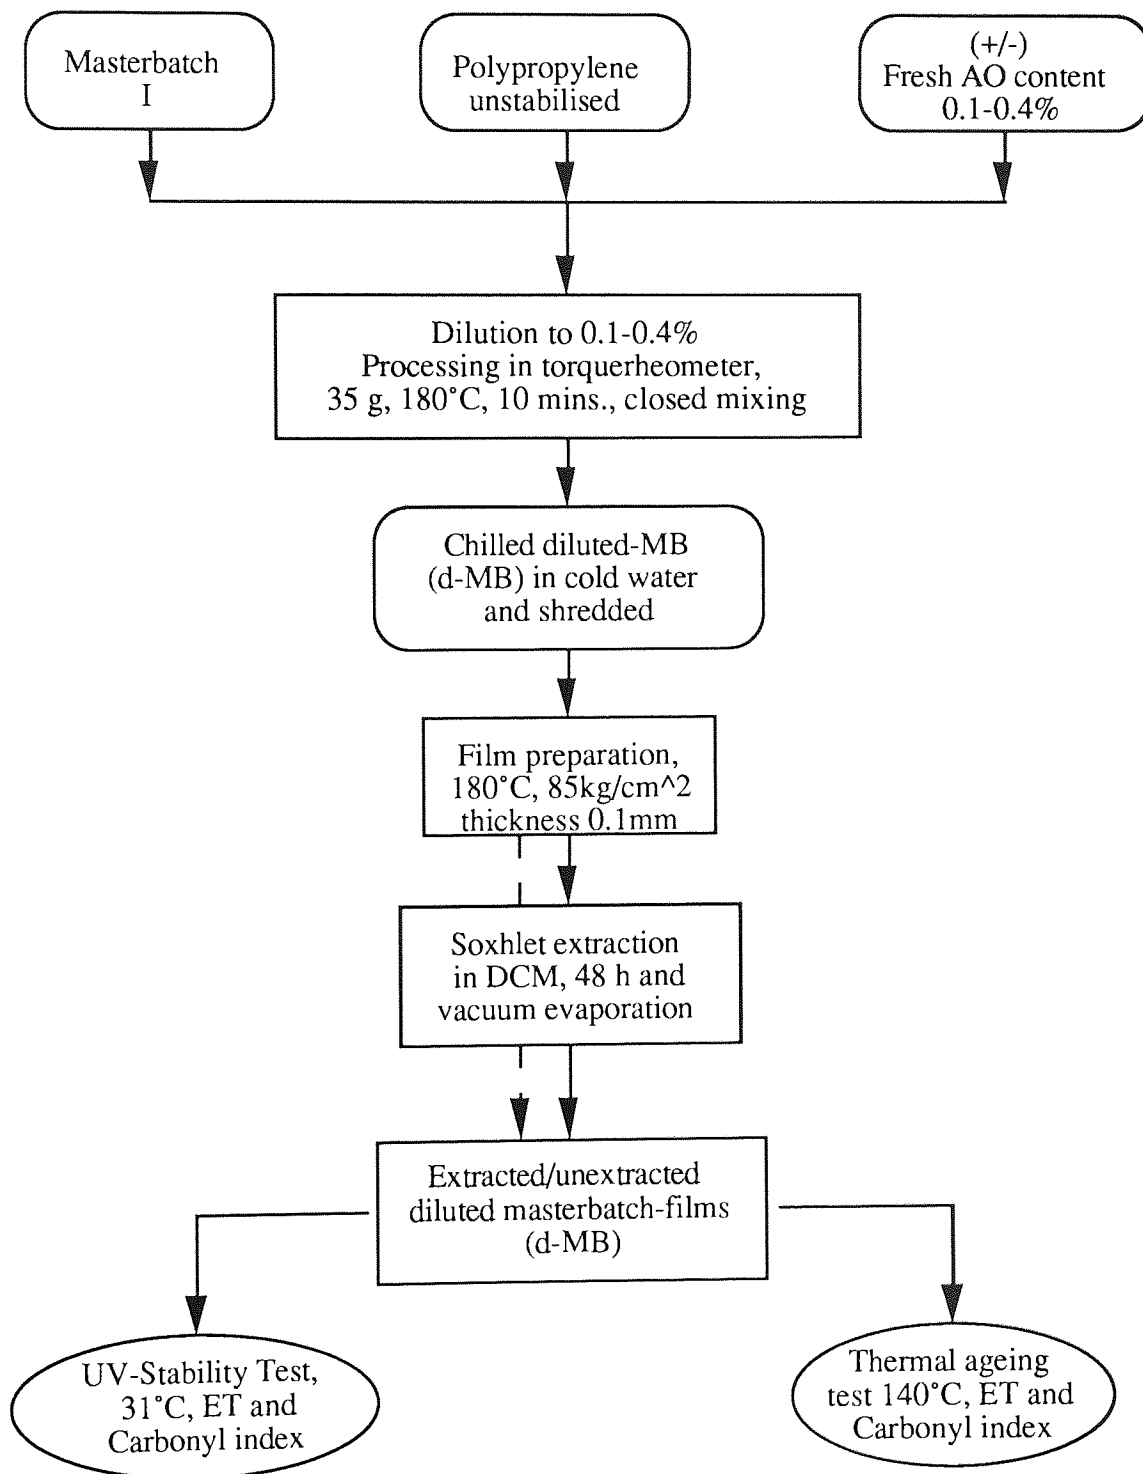 Masterbatch
I
Polypropylene
unstabilised
(+/-)
Fresh AO content
0.1-0.4%
Dilution to 0.1-0.4%
Processing in torquerheometer,
35 g, 180°C, 10 mins., closed mixing
Chilled diluted-MB
(d-MB) in cold water
and shredded
Film preparation,
180°C, 85kg/cm^2
thickness 0.1mm
Soxhlet extraction
in DCM, 48 h and
vacuum evaporation
Extracted/unextracted
diluted masterbatch-films
(d-MB)
UV-Stability Test,
31°C, ET and
Carbonyl index
Thermal ageing
test 140°C, ET and
Carbonyl index